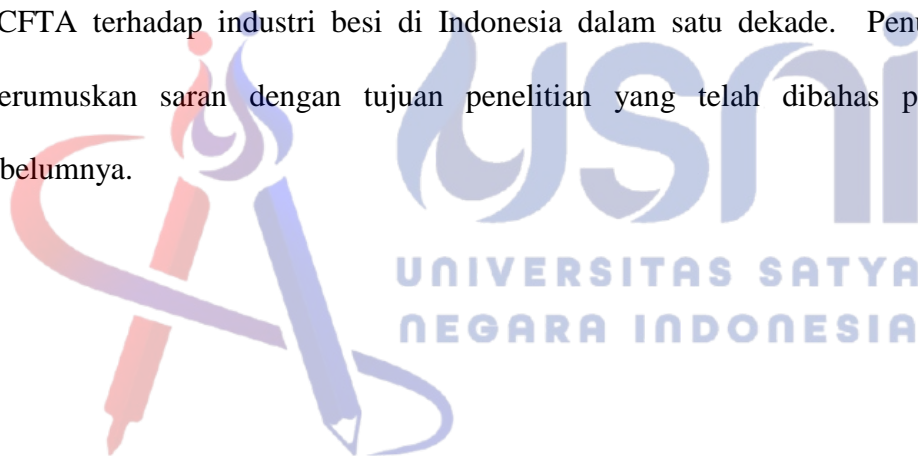 CFTA terhadap industri besi di Indonesia dalam satu dekade. Penu
erumuskan saran dengan tujuan penelitian yang telah dibahas p
belumnya.
usni
UNIVERSITAS SATYA
NEGARA INDONESIA